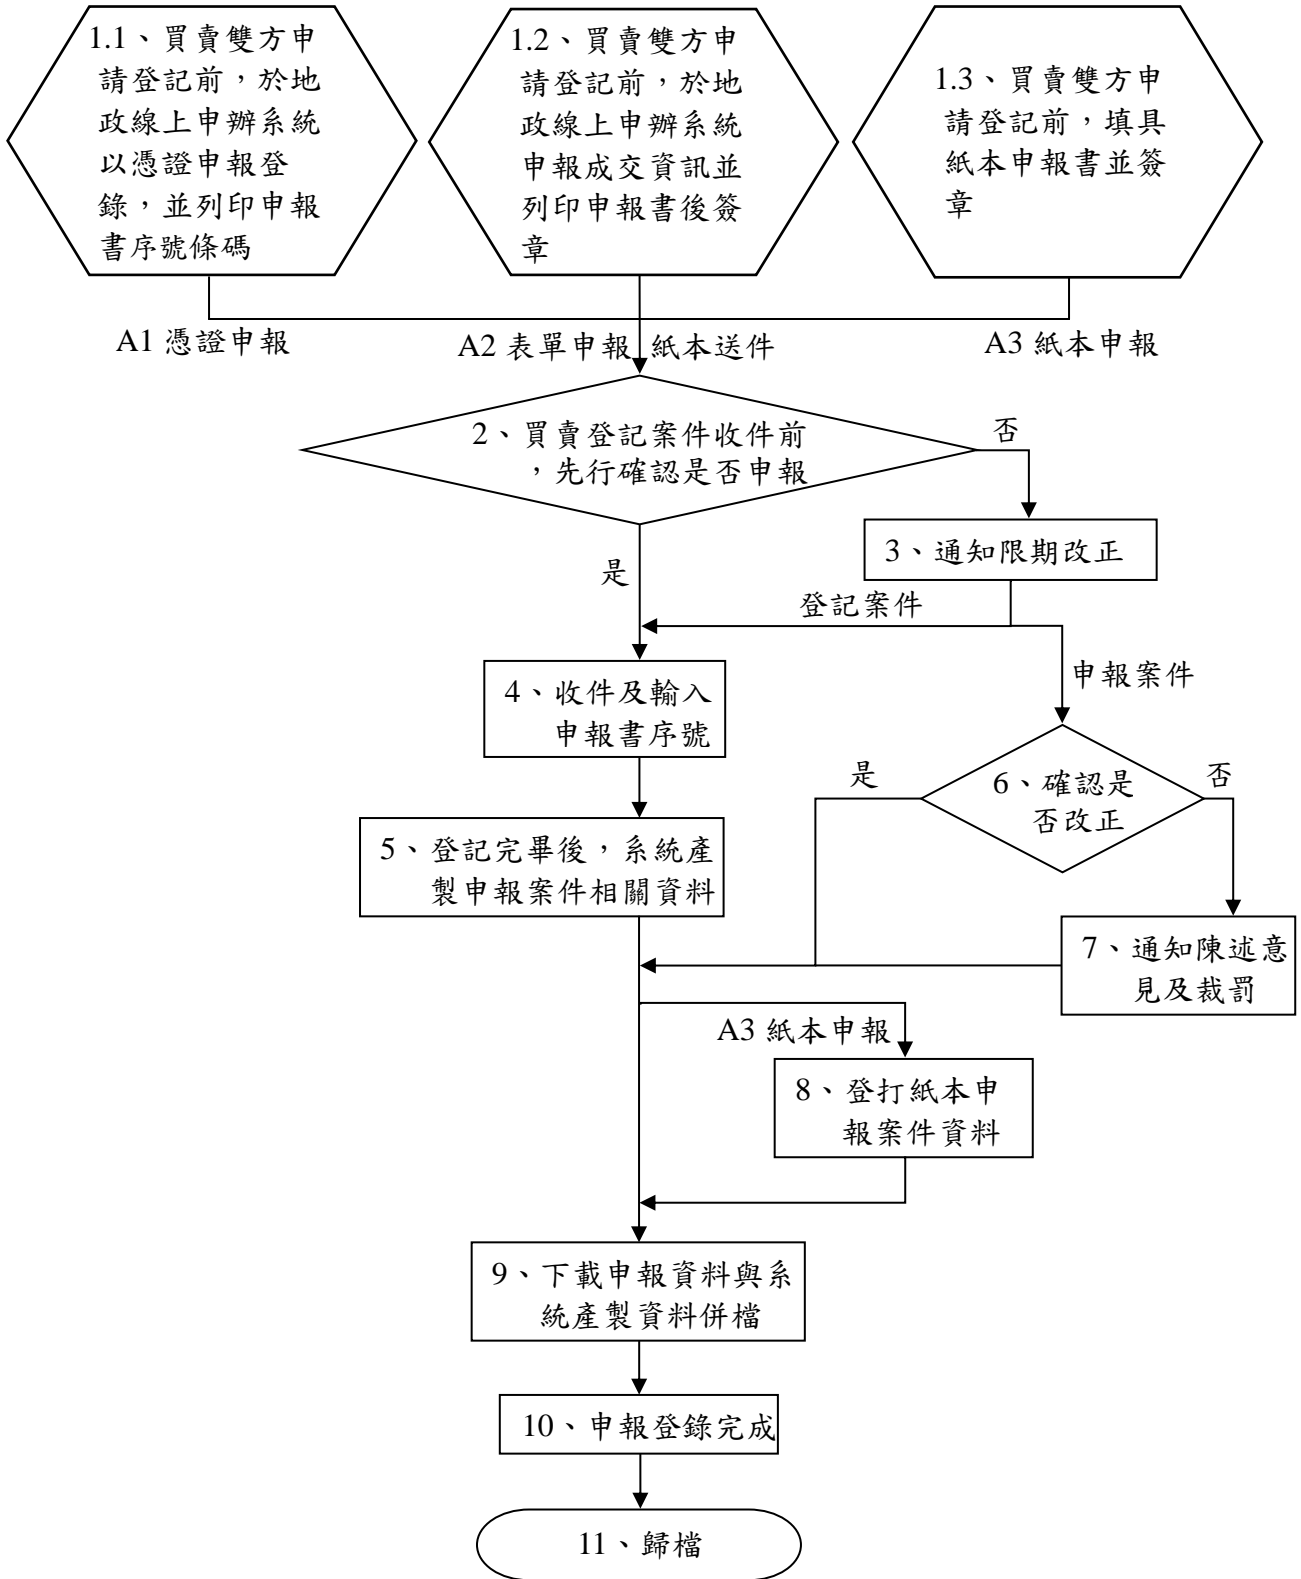 1.1、買賣雙方申
請登記前，於地
政線上申辦系統
以憑證申報登
錄，並列印申報
書序號條碼
1.2、買賣雙方申
請登記前，於地
政線上申辦系統
申報成交資訊並
列印申報書後簽
章
1.3、買賣雙方申
請登記前，填具
紙本申報書並簽
章
A1 憑證申報
A2 表單申報 紙本送件
A3 紙本申報
2、買賣登記案件收件前
，先行確認是否申報
否
3、通知限期改正
是
登記案件
申報案件
4、收件及輸入
申報書序號
是
6、確認是
否改正
否
5、登記完畢後，系統產
製申報案件相關資料
7、通知陳述意
見及裁罰
A3 紙本申報
8、登打紙本申
報案件資料
9、下載申報資料與系
統產製資料併檔
10、申報登錄完成
11、歸檔